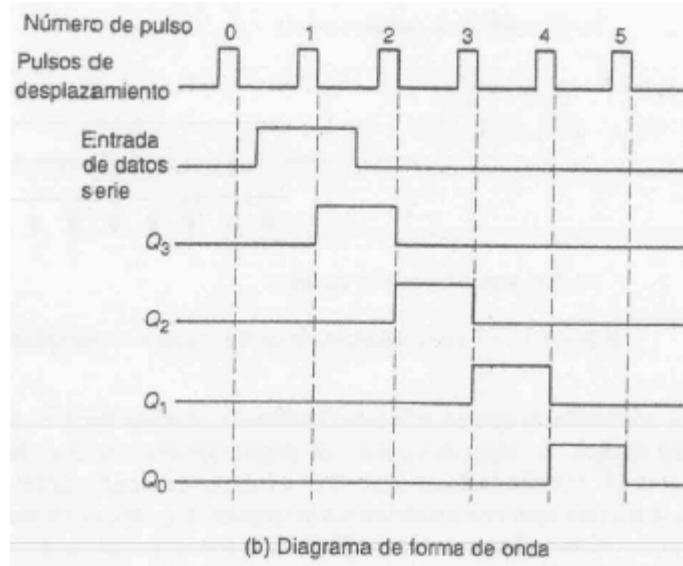 Número de pulso 0 1 2 3 4 5
Pulsos de
desplazamiento
Entrada
de datos
serie
Q3
Q2
Q1
Q0
(b) Diagrama de forma de onda